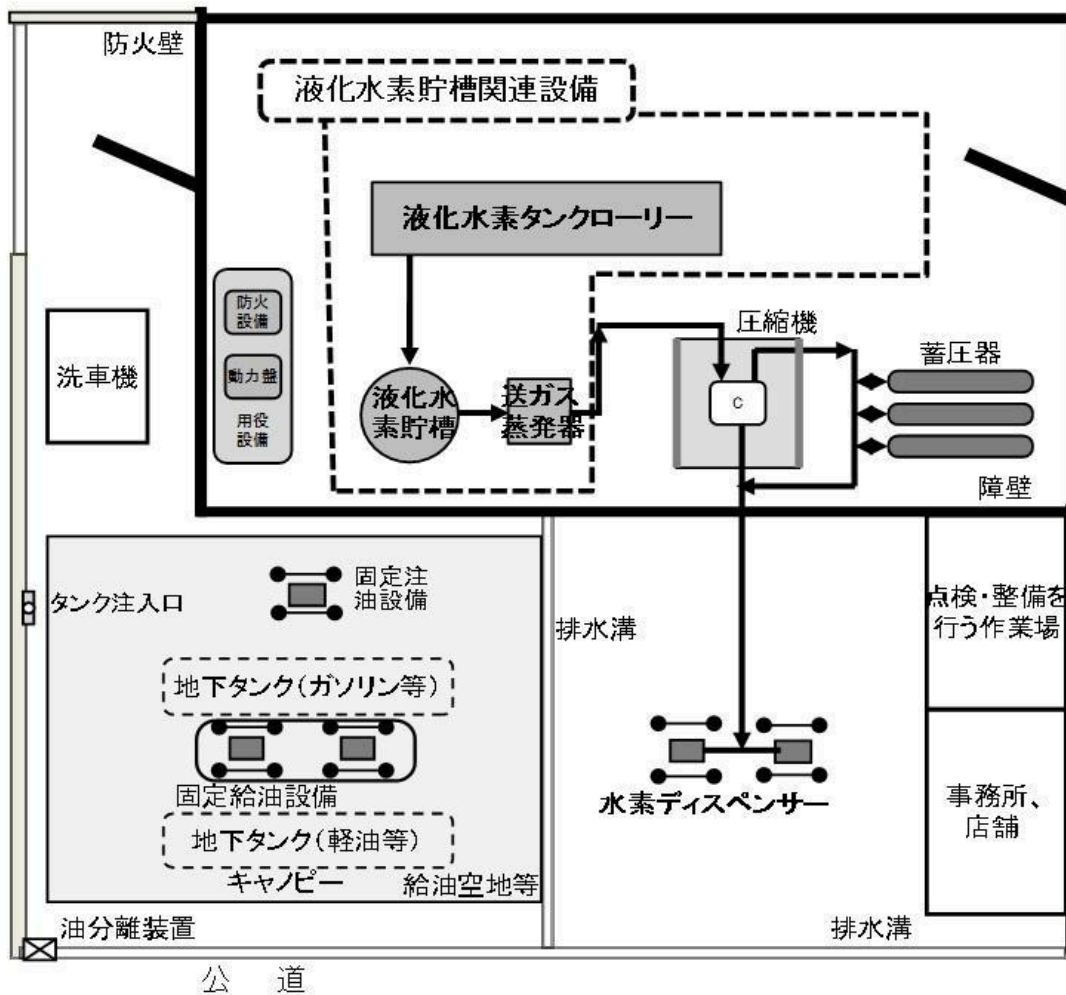 防火壁
液化水素貯槽関連設備
液化水素タンクローリー
防火
設備
動力盤
用役
設備
洗車機
液化水
素貯槽
送ガス
蒸発器
圧縮機
C
蓄圧器
障壁
固定注
油設備
タンク注入口
排水溝
点検・整備を
行う作業場
地下タンク（ガソリン等）
固定給油設備
水素ディスペンサー
事務所、
店舗
地下タンク（軽油等）
キャノピー
給油空地等
油分離装置
排水溝
公 道